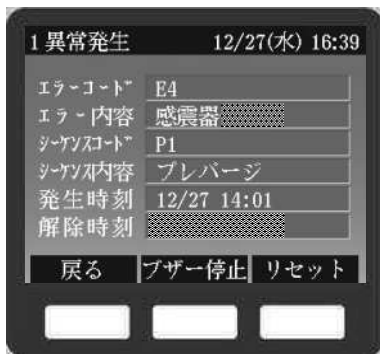 1 異常発生 12/27(水) 16:39
エラーコード E4
エラー内容 感震器
シーケンスコード P1
シーケンス内容 プレパージ
発生時刻 12/27 14:01
解除時刻
戻る ブザー停止 リセット